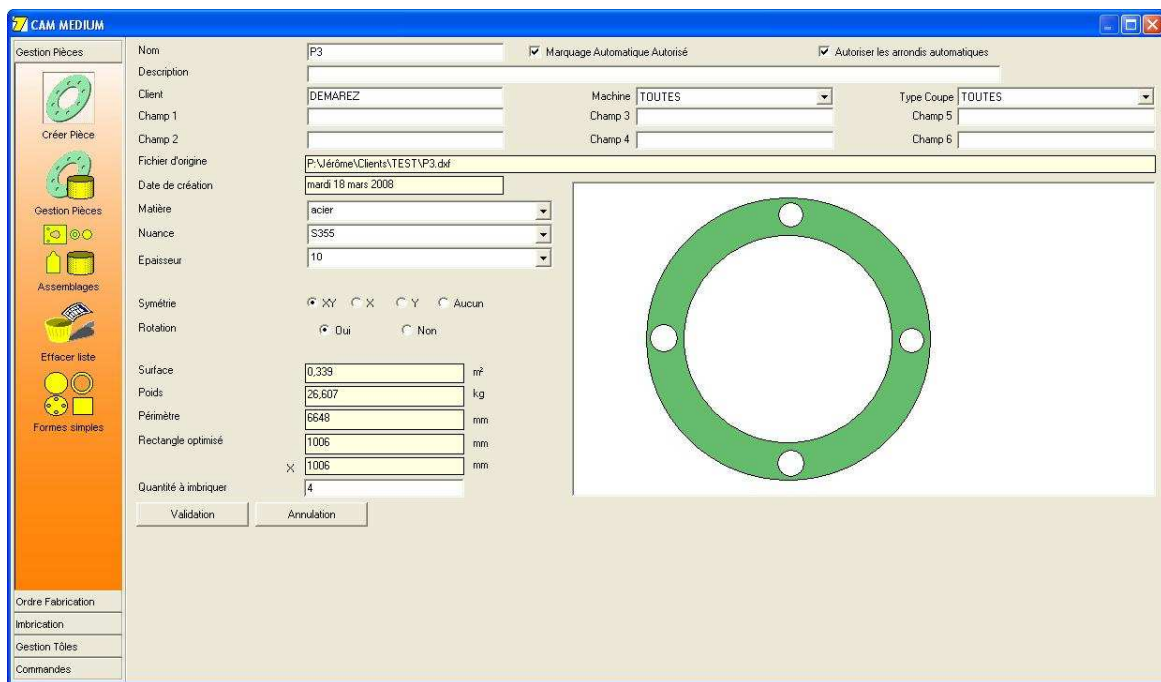 CAM MEDIUM
Gestion Pièces
Créer Pièce
Gestion Pièces
Assemblages
Effacer liste
Formes simples
Ordre Fabrication
Imbrication
Gestion Tôles
Commandes
Nom P3 Marquage Automatique Autorisé Autoriser les arrondis automatiques
Description
Client DEMAREZ Machine TOUTES Type Coupe TOUTES
Champ 1 Champ 3 Champ 5
Champ 2 Champ 4 Champ 6
Fichier d'origine P:\Jérôme\Clients\TEST\P3.dxf
Date de création mardi 18 mars 2008
Matière acier
Nuance S355
Epaisseur 10
Symétrie XY X Y Aucun
Rotation Oui Non
Surface 0,339 m²
Poids 26,607 kg
Périmètre 6648 mm
Rectangle optimisé 1006 mm
X 1006 mm
Quantité à imbriquer 4
Validation Annulation